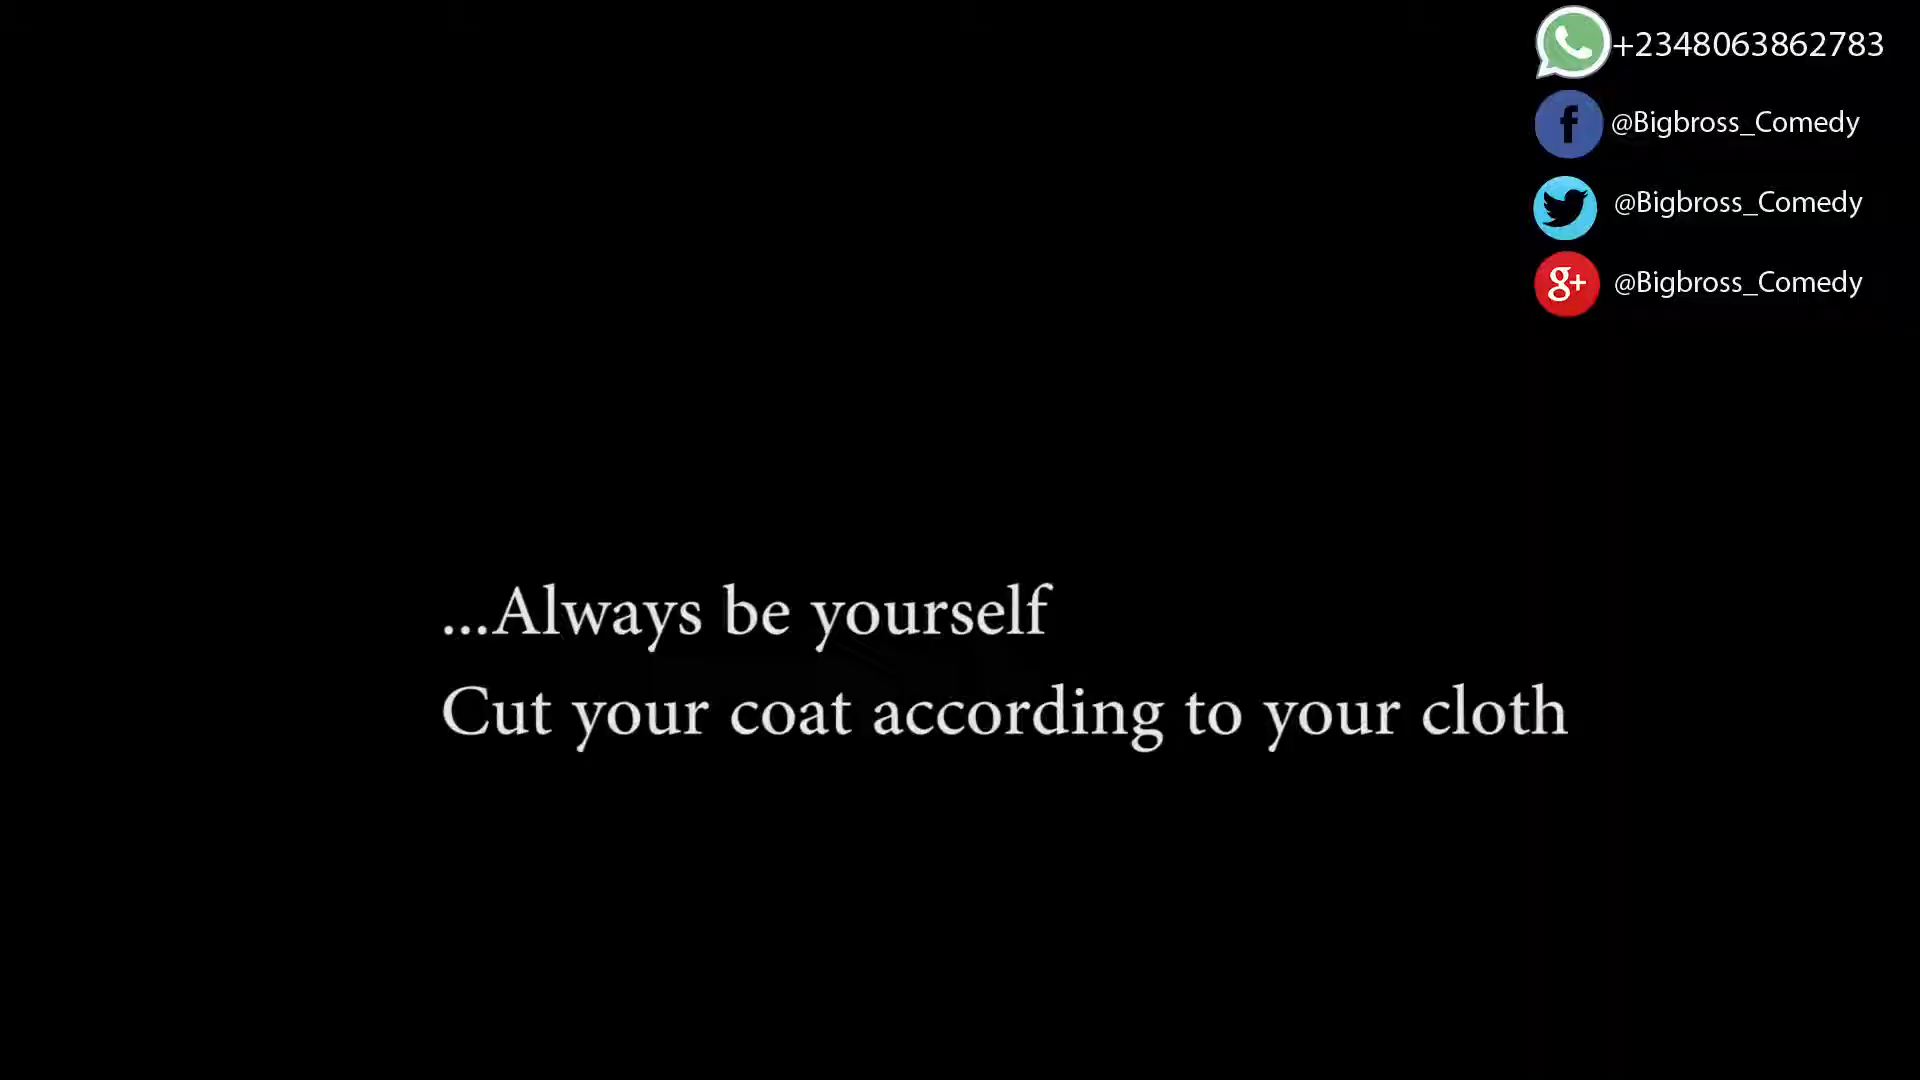 +2348063862783
@Bigbross_Comedy
@Bigbross_Comedy
@Bigbross_Comedy
...Always be yourself
Cut your coat according to your cloth